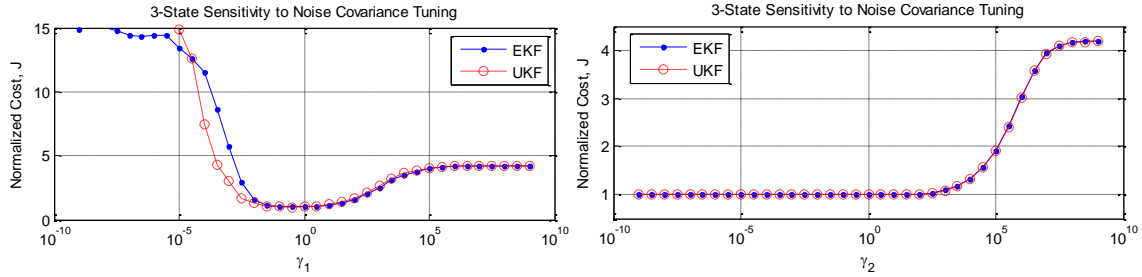 3-State Sensitivity to Noise Covariance Tuning
15
10
5
0
Normalized Cost, J
EKF
UKF
10^-10
10^-5
10^0
10^5
10^10
γ1
3-State Sensitivity to Noise Covariance Tuning
4
3
2
1
Normalized Cost, J
EKF
UKF
10^-10
10^-5
10^0
10^5
10^10
γ2